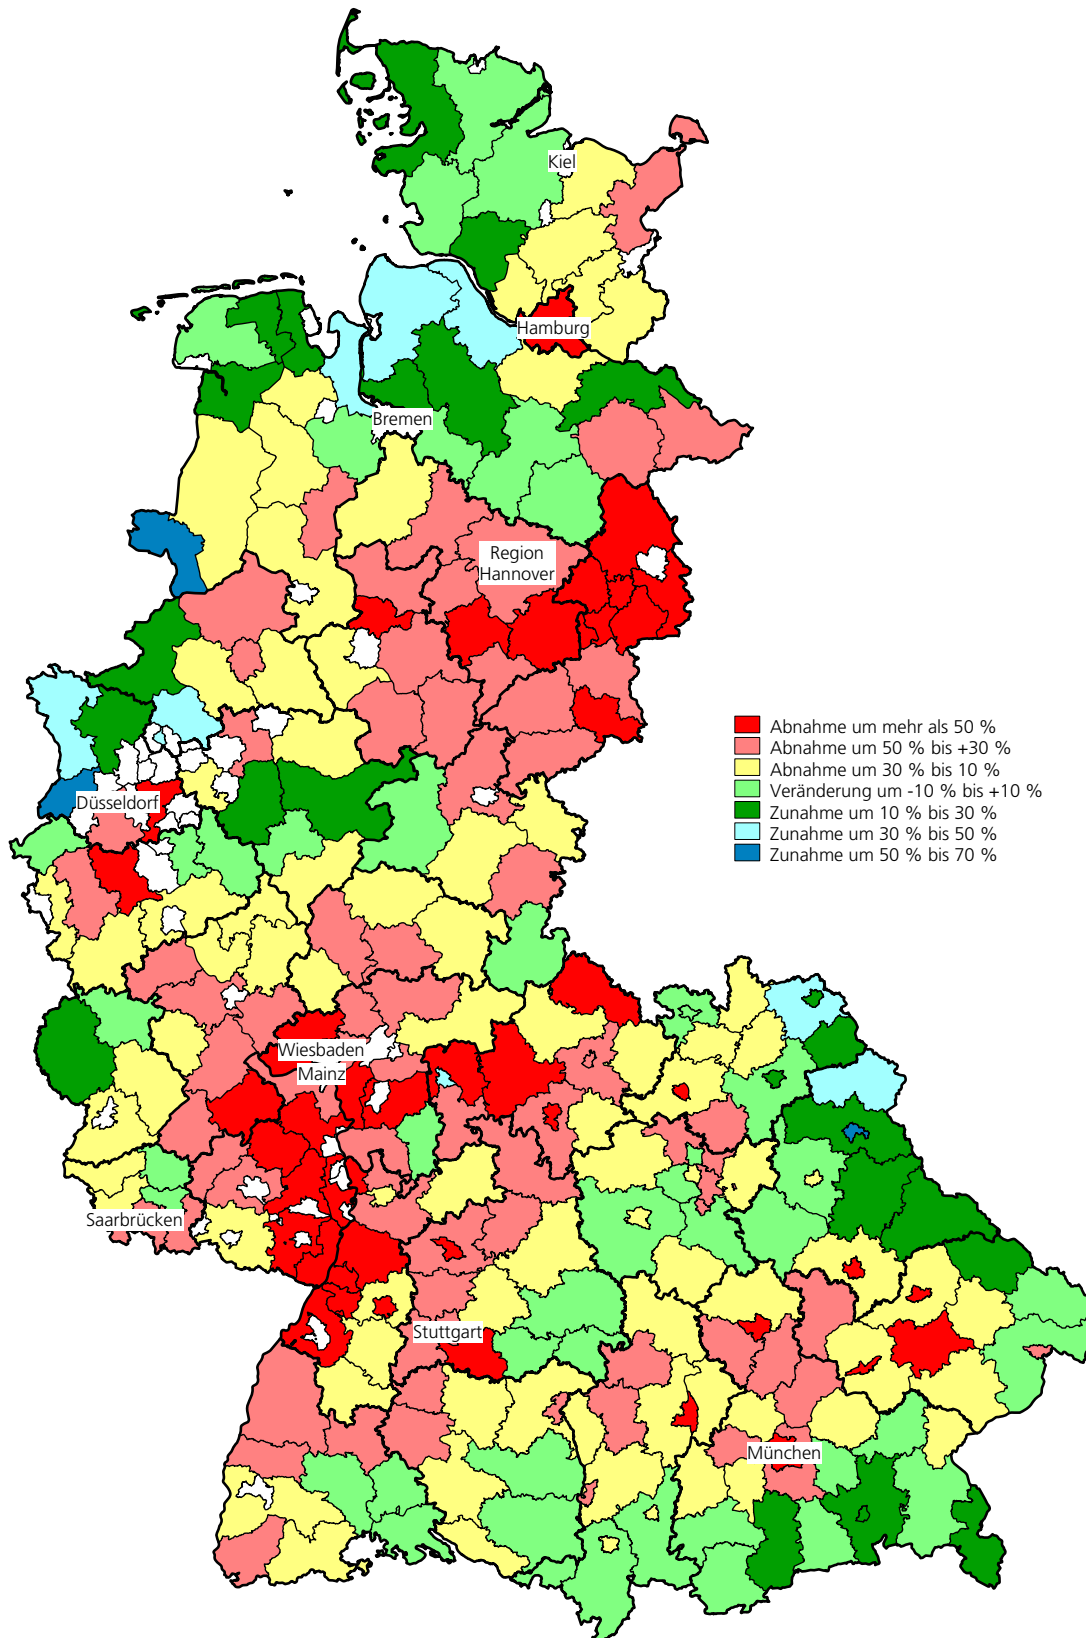 Kiel
Hamburg
Bremen
Region
Hannover
Abnahme um mehr als 50 %
Abnahme um 50 % bis +30 %
Abnahme um 30 % bis 10 %
Veränderung um -10 % bis +10 %
Zunahme um 10 % bis 30 %
Zunahme um 30 % bis 50 %
Zunahme um 50 % bis 70 %
Düsseldorf
Wiesbaden
Mainz
Saarbrücken
Stuttgart
München